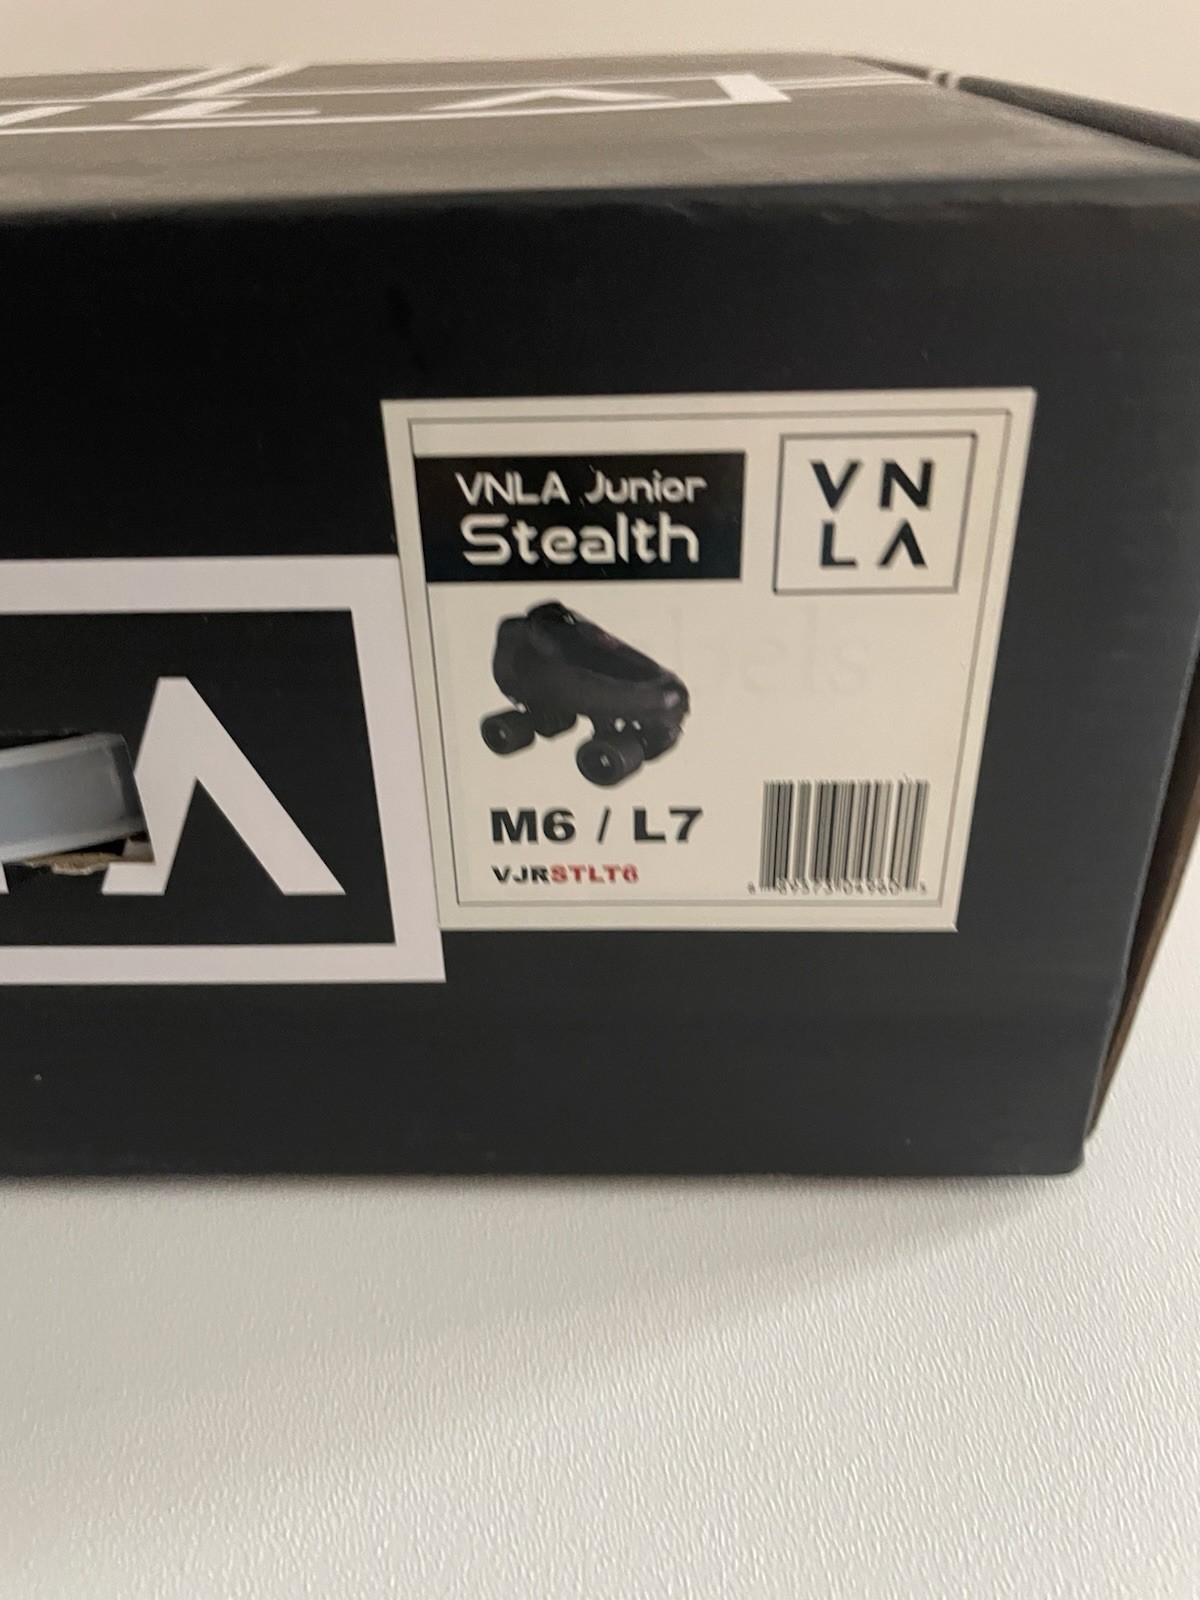 VNLA Junior
Stealth
VN
LA
M6 / L7
VJRSTLT6